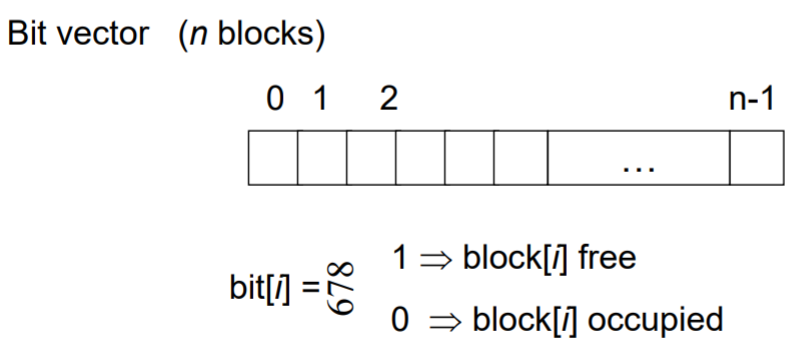 Bit vector (n blocks)
0 1 2 n-1
...
bit[i] = 678
1 ⇒ block[i] free
0 ⇒ block[i] occupied